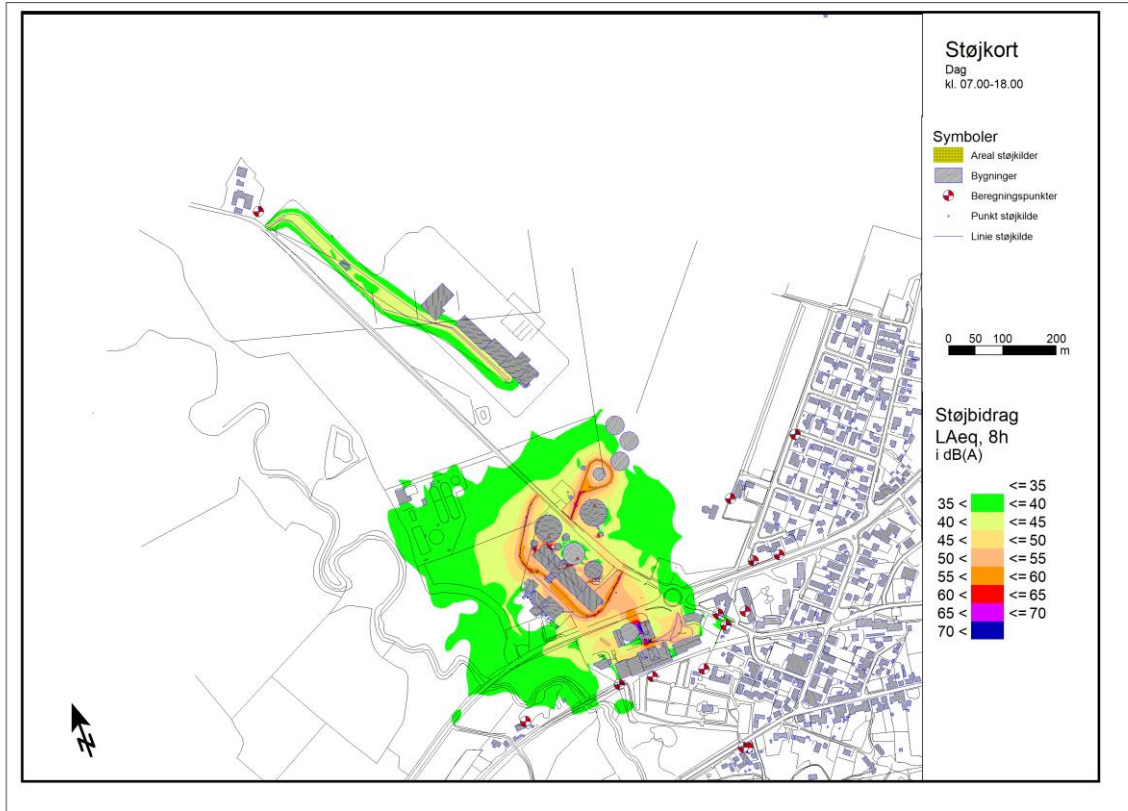 Støjkort
Dag
kl. 07.00-18.00
Symboler
Areal støjkilder
Bygninger
Beregningspunkter
Punkt støjkilde
Linie støjkilde
0 50 100 200
m
Støjbidrag
LAeq, 8h
i dB(A)
<= 35
35 < <= 40
40 < <= 45
45 < <= 50
50 < <= 55
55 < <= 60
60 < <= 65
65 < <= 70
70 <
N